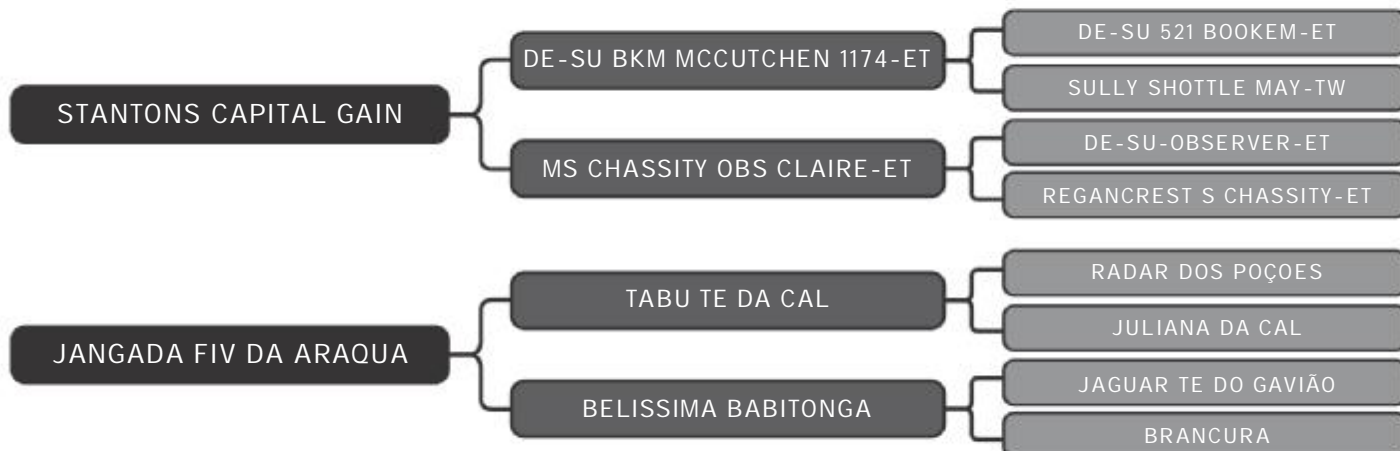 STANTONS CAPITAL GAIN
DE-SU BKM MCCUTCHEN 1174-ET
DE-SU 521 BOOKEM-ET
SULLY SHOTTLE MAY-TW
MS CHASSITY OBS CLAIRE-ET
DE-SU-OBSERVER-ET
REGANCREST S CHASSITY-ET
JANGADA FIV DA ARAQUA
TABU TE DA CAL
RADAR DOS POÇOES
JULIANA DA CAL
BELISSIMA BABITONGA
JAGUAR TE DO GAVIÃO
BRANCURA